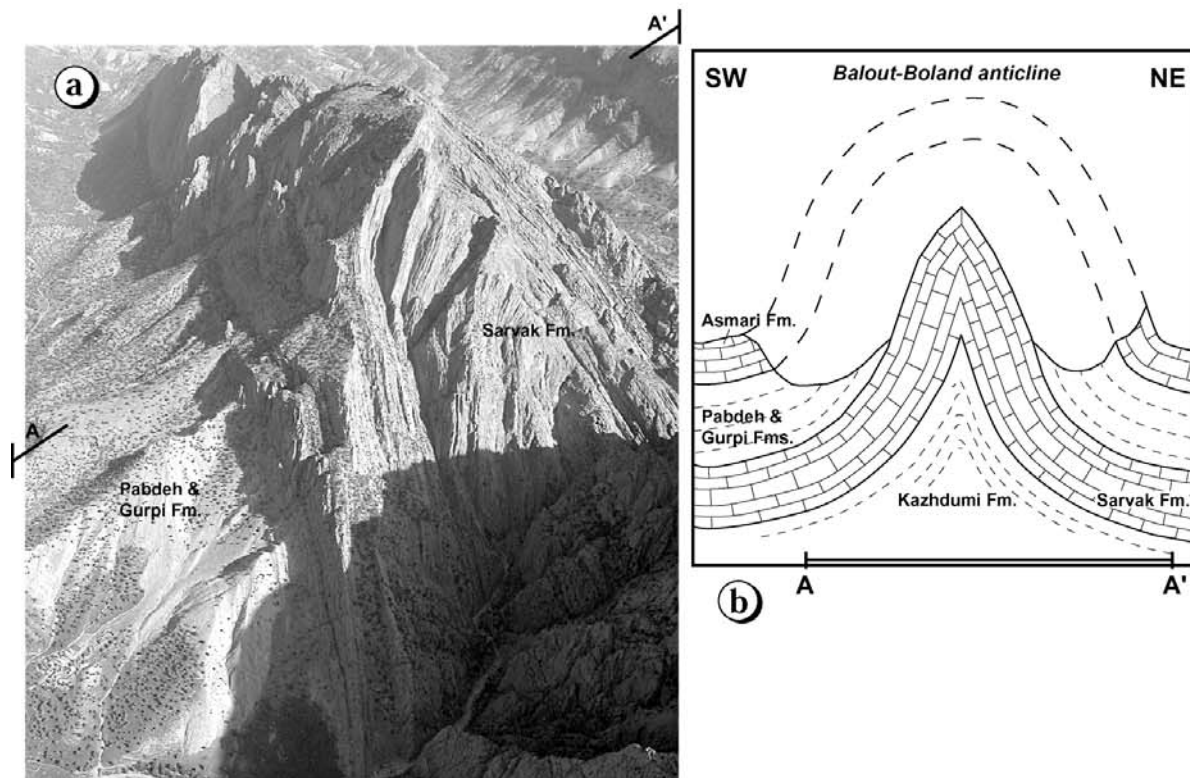 A'
a
Sarvak Fm.
A
Pabdeh &
Gurpi Fm.
SW
Balout-Boland anticline
NE
Asmari Fm.
Pabdeh &
Gurpi Fms.
Kazhdumi Fm.
Sarvak Fm.
A
A'
b